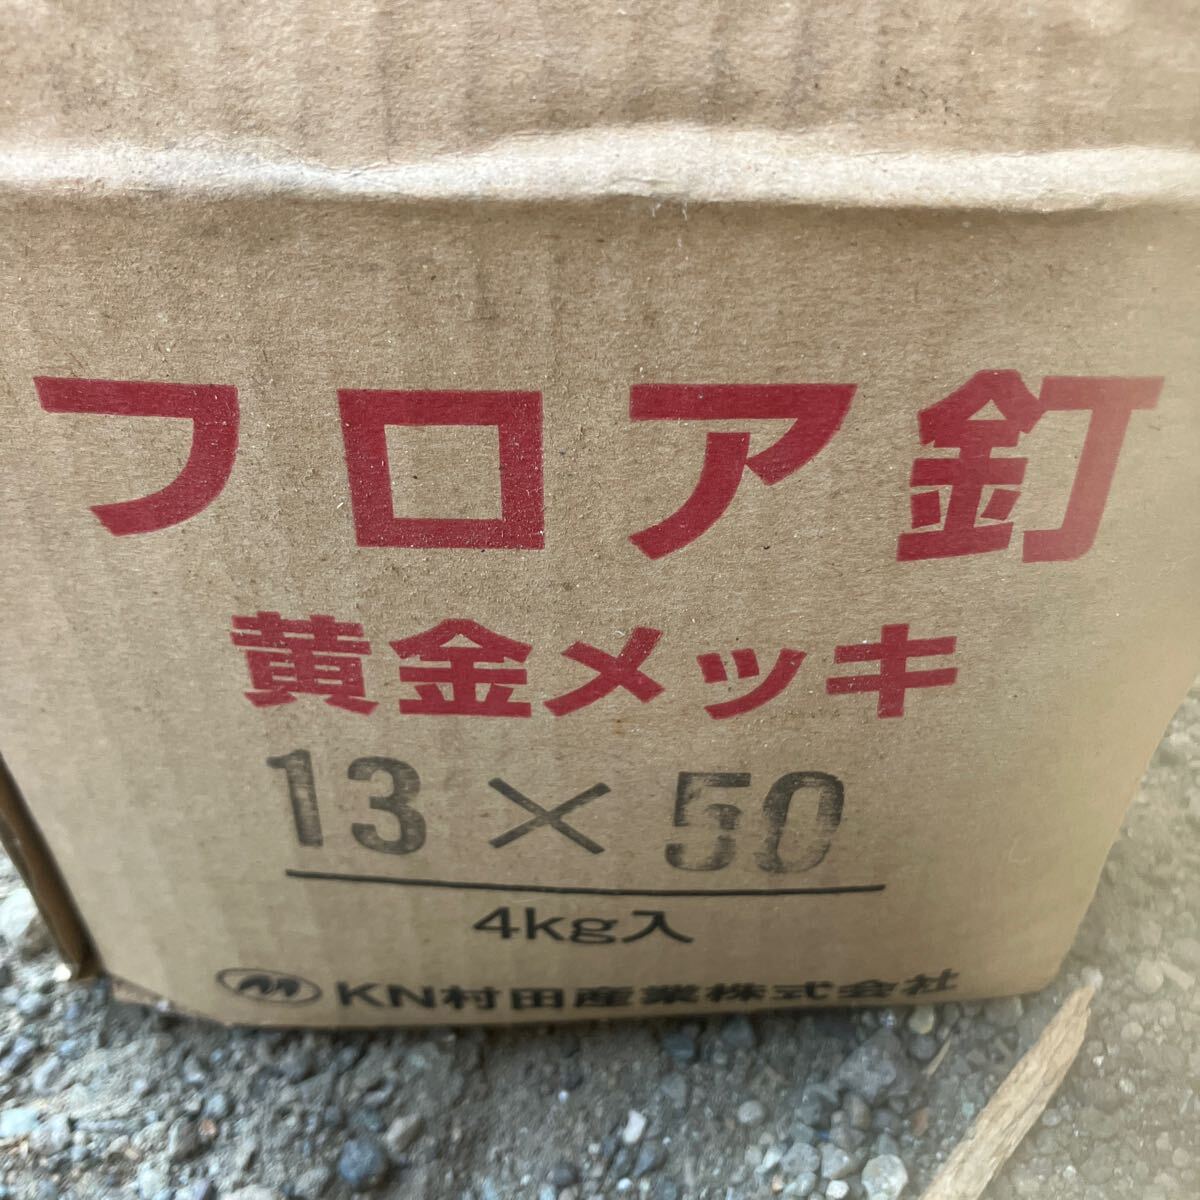 フロア釘
黄金メッキ
13×50
4kg入
KN村田産業株式会社